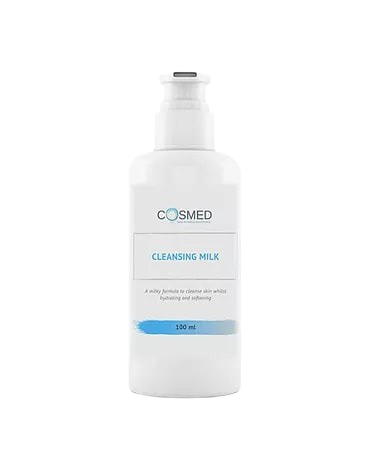 COSMED
CLEANSING MILK
A milky formula to cleanse skin whilst
hydrating and softening
100 ml